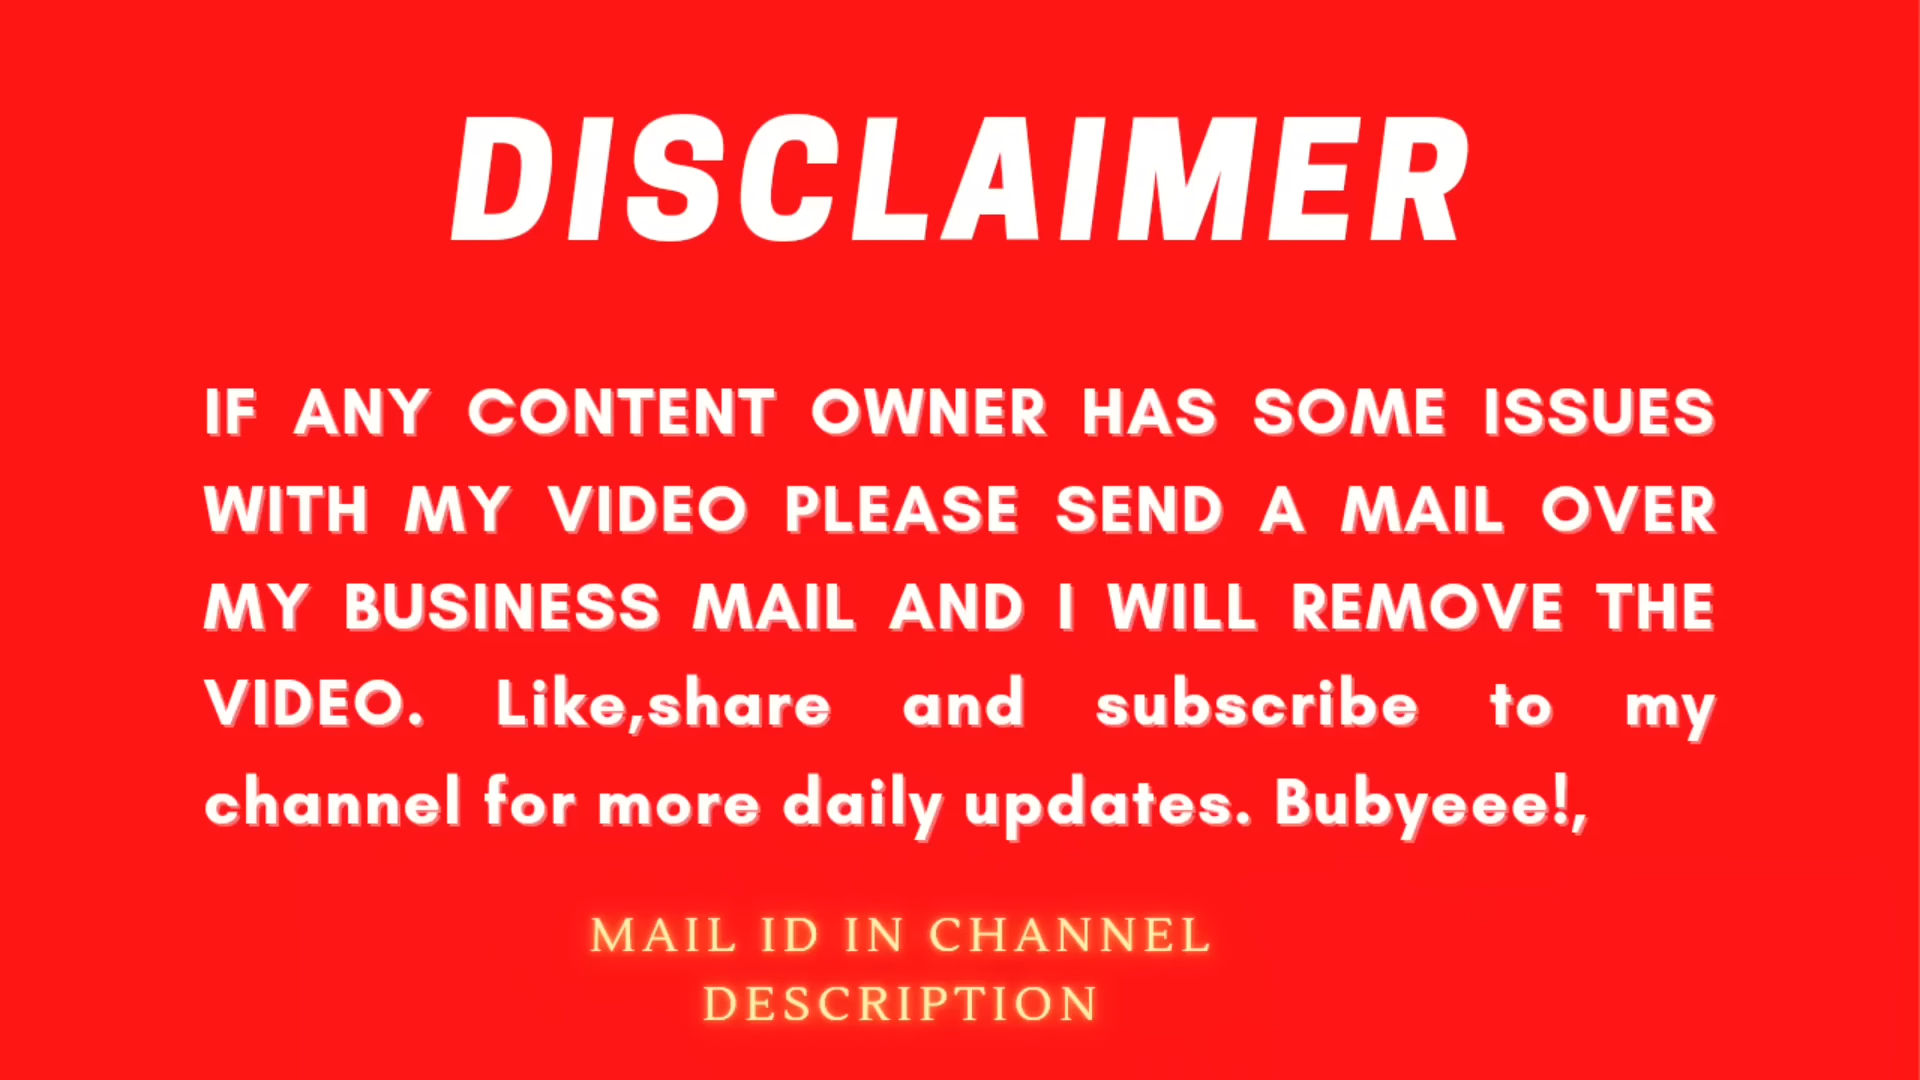 DISCLAIMER
IF ANY CONTENT OWNER HAS SOME ISSUES
WITH MY VIDEO PLEASE SEND A MAIL OVER
MY BUSINESS MAIL AND I WILL REMOVE THE
VIDEO. Like,share and subscribe to my
channel for more daily updates. Bubyeee!,
MAIL ID IN CHANNEL
DESCRIPTION